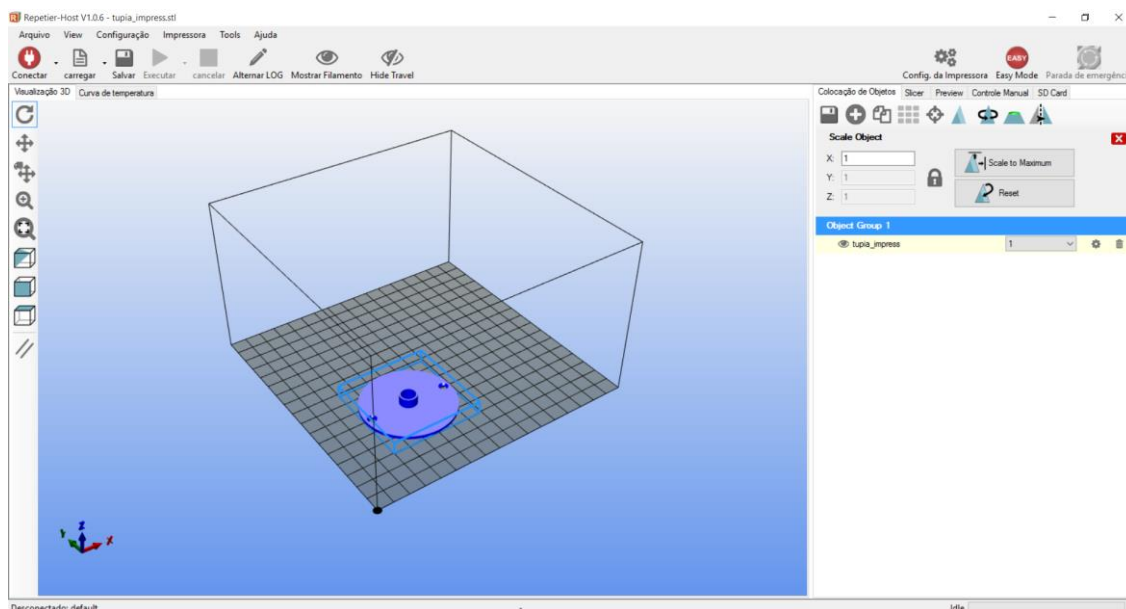 Repetier-Host V1.0.6 - tupia_impress.stl
Arquivo View Configuração Impressora Tools Ajuda
Conectar carregar Salvar Executar cancelar Alternar LOG Mostrar Filamento Hide Travel Config. da Impressora Easy Mode Parada de emergênci
EASY
Visualização 3D Curva de temperatura
Colocação de Objetos Slicer Preview Controle Manual SD Card
Scale Object
X: 1
Y: 1
Z: 1
Scale to Maximum
Reset
Object Group 1
tupia_impress 1
Z
Y
X
Desconectado: default
Idle